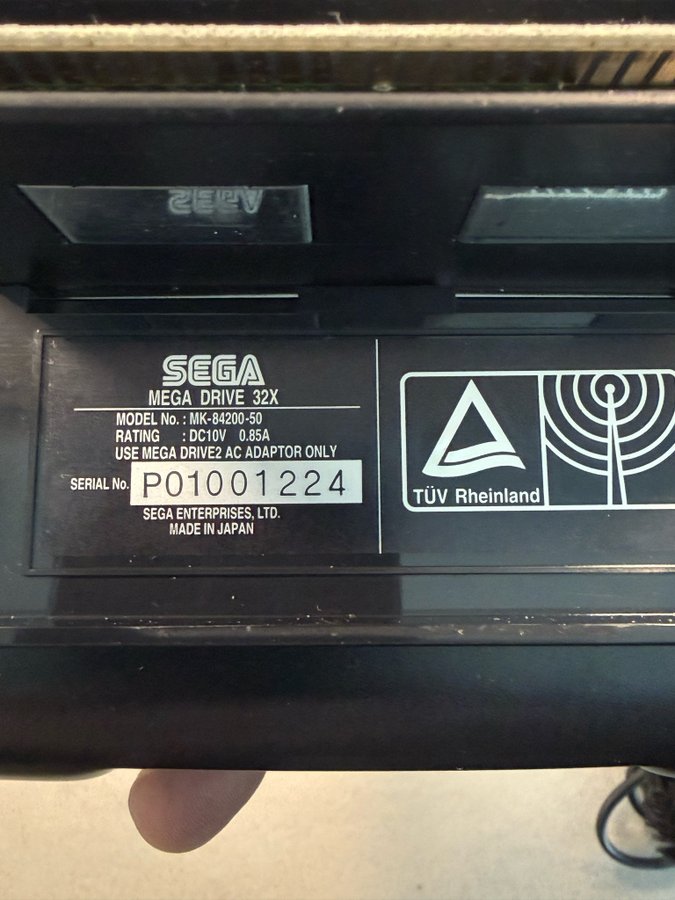 SEGA
SEGA
MEGA DRIVE 32X
MODEL No. : MK-84200-50
RATING : DC10V 0.85A
USE MEGA DRIVE2 AC ADAPTOR ONLY
SERIAL No. P01001224
SEGA ENTERPRISES, LTD.
MADE IN JAPAN
TÜV Rheinland